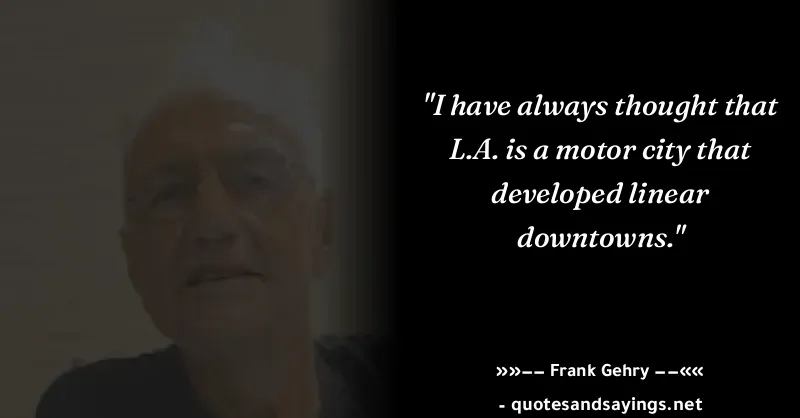 "I have always thought that
L.A. is a motor city that
developed linear
downtowns."
»»−− Frank Gehry −−««
- quotesandsayings.net